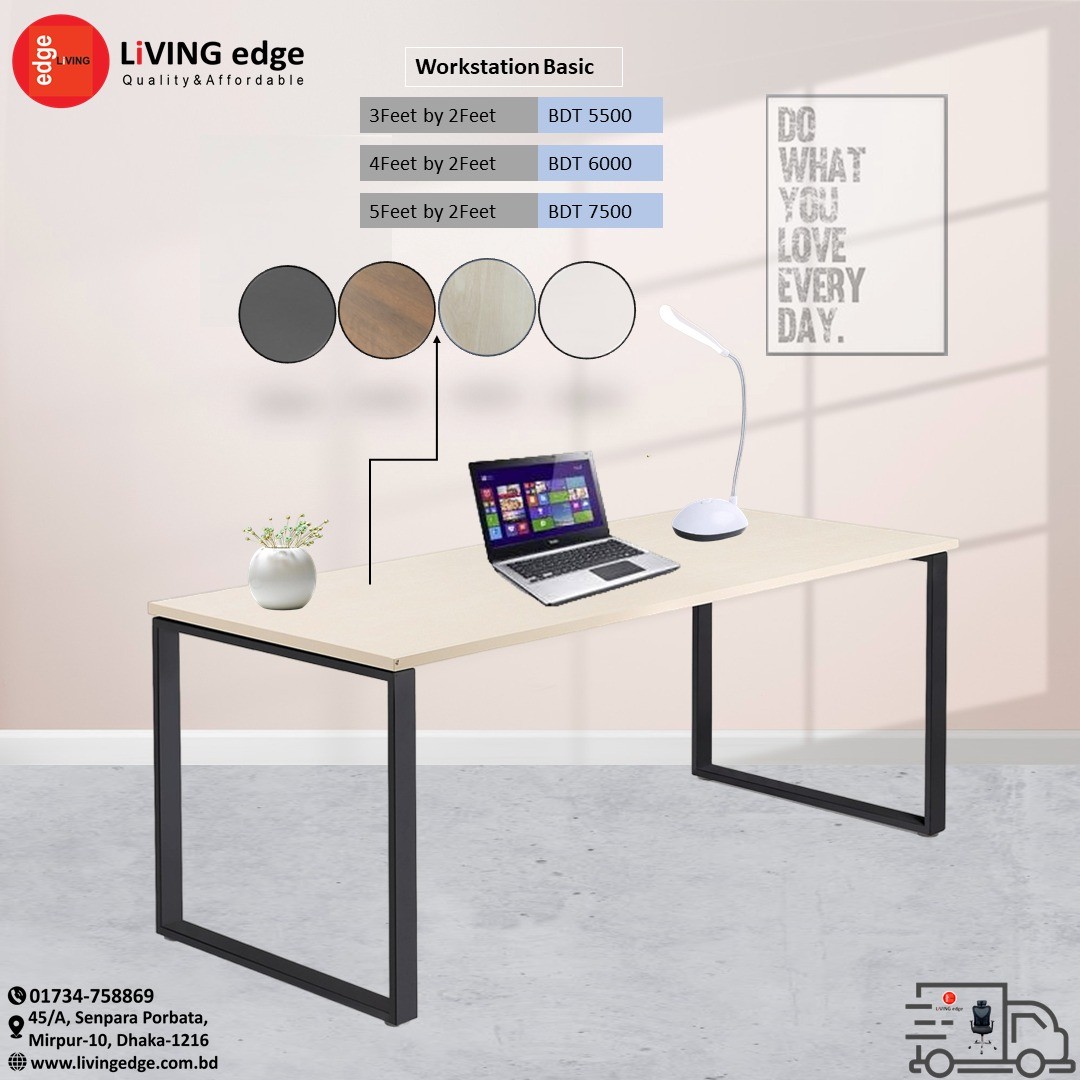 edge
LiVING
LiVING edge
Quality&Affordable
Workstation Basic
3Feet by 2Feet BDT 5500
4Feet by 2Feet BDT 6000
5Feet by 2Feet BDT 7500
DO
WHAT
YOU
LOVE
EVERY
DAY.
01734-758869
45/A, Senpara Porbata,
Mirpur-10, Dhaka-1216
www.livingedge.com.bd
LiVING edge